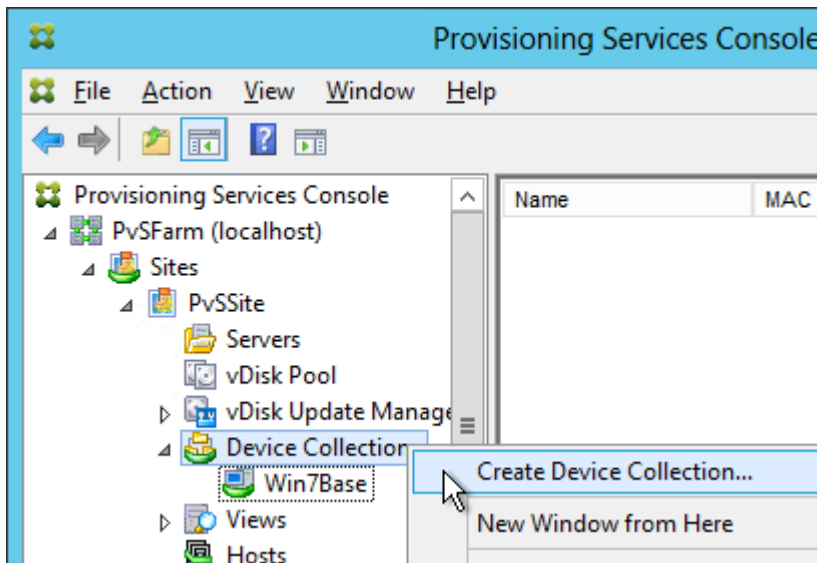 Provisioning Services Console
File Action View Window Help
Provisioning Services Console
Name MAC
PvSFarm (localhost)
Sites
PvSSite
Servers
vDisk Pool
vDisk Update Manage
Device Collection
Create Device Collection...
Win7Base
New Window from Here
Views
Hosts